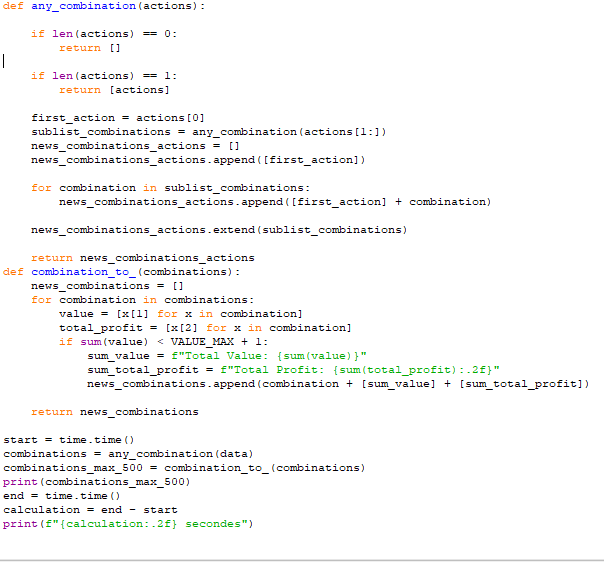 def any_combination(actions):
    if len(actions) == 0:
        return []
    if len(actions) == 1:
        return [actions]
    first_action = actions[0]
    sublist_combinations = any_combination(actions[1:])
    news_combinations_actions = []
    news_combinations_actions.append([first_action])
    for combination in sublist_combinations:
        news_combinations_actions.append([first_action] + combination)
    news_combinations_actions.extend(sublist_combinations)
    return news_combinations_actions
def combination_to_(combinations):
    news_combinations = []
    for combination in combinations:
        value = [x[1] for x in combination]
        total_profit = [x[2] for x in combination]
        if sum(value) < VALUE_MAX + 1:
            sum_value = f"Total Value: {sum(value)}"
            sum_total_profit = f"Total Profit: {sum(total_profit):.2f}"
            news_combinations.append(combination + [sum_value] + [sum_total_profit])
    return news_combinations
start = time.time()
combinations = any_combination(data)
combinations_max_500 = combination_to_(combinations)
print(combinations_max_500)
end = time.time()
calculation = end - start
print(f"{calculation:.2f} secondes")